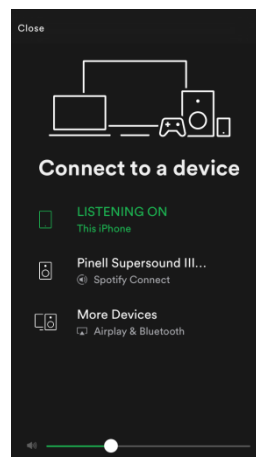 Close
Connect to a device
LISTENING ON
This iPhone
Pinell Supersound III...
Spotify Connect
More Devices
Airplay & Bluetooth